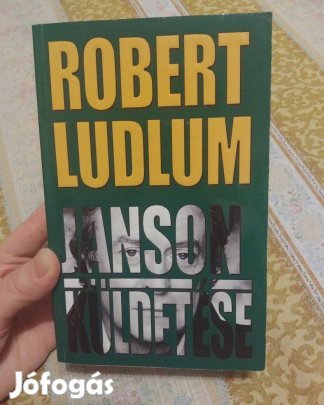 ROBERT
LUDLUM
JANSON
KÜLDETÉSE
Jófogás